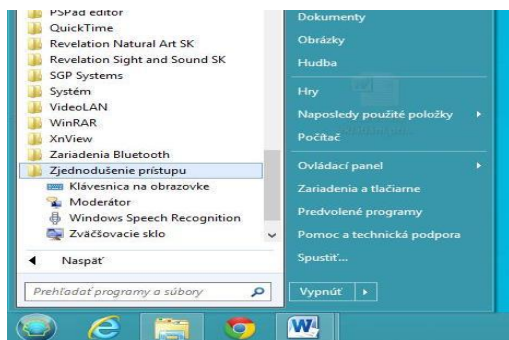 PSPad editor
QuickTime
Revelation Natural Art SK
Revelation Sight and Sound SK
SGP Systems
Systém
VideoLAN
WinRAR
XnView
Zariadenia Bluetooth
Zjednodušenie prístupu
Klávesnica na obrazovke
Moderátor
Windows Speech Recognition
Zväčšovacie sklo
Naspäť
Prehľadať programy a súbory
Dokumenty
Obrázky
Hudba
Hry
Naposledy použité položky
Počítač
Ovládací panel
Zariadenia a tlačiarne
Predvolené programy
Pomoc a technická podpora
Spustiť...
Vypnúť